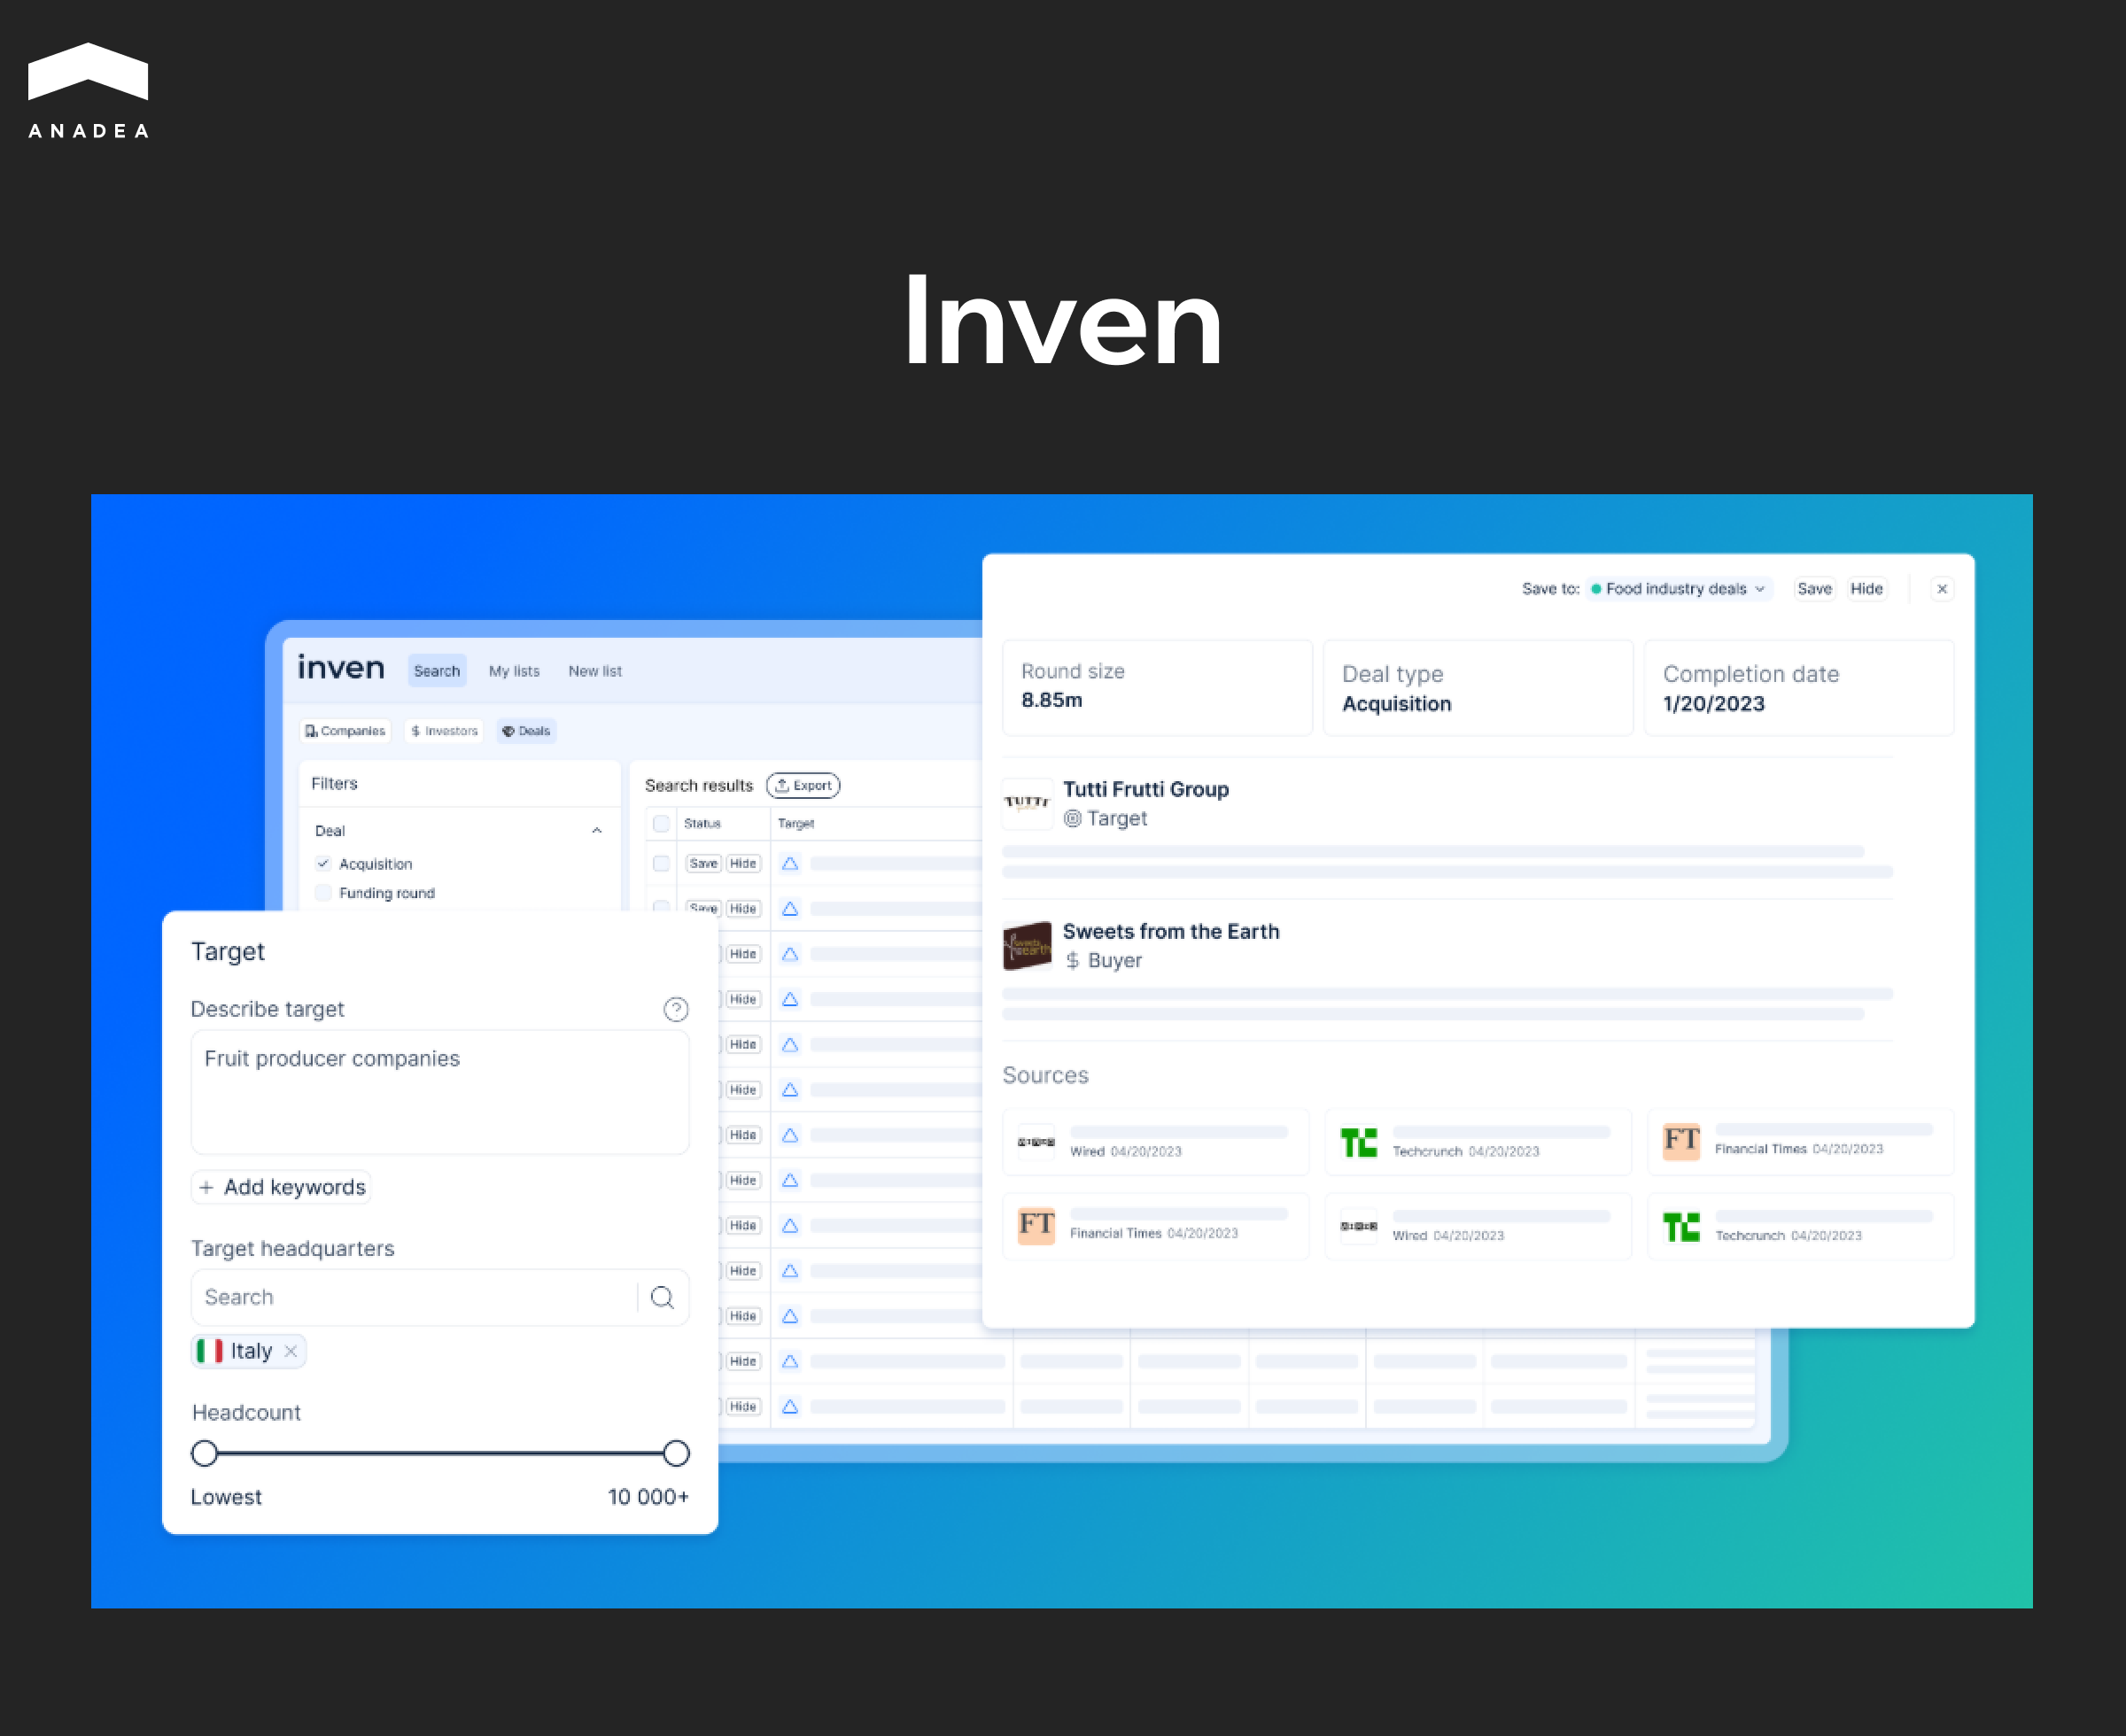 ANADEA
Inven
Save to: Food industry deals
Save
Hide
inven
Search
My lists
New list
Companies
$ Investors
Deals
Filters
Deal
Acquisition
Funding round
Search results
Export
Status
Target
Save Hide
Save Hide
Hide
Hide
Hide
Hide
Hide
Hide
Hide
Hide
Hide
Hide
Hide
Target
Describe target
?
Fruit producer companies
+ Add keywords
Target headquarters
Search
Italy
Headcount
Lowest
10 000+
Round size
8.85m
Deal type
Acquisition
Completion date
1/20/2023
TUTTI
Tutti Frutti Group
Target
sweets
earth
Sweets from the Earth
$ Buyer
Sources
Wired 04/20/2023
TC
Techcrunch 04/20/2023
FT
Financial Times 04/20/2023
FT
Financial Times 04/20/2023
Wired 04/20/2023
TC
Techcrunch 04/20/2023